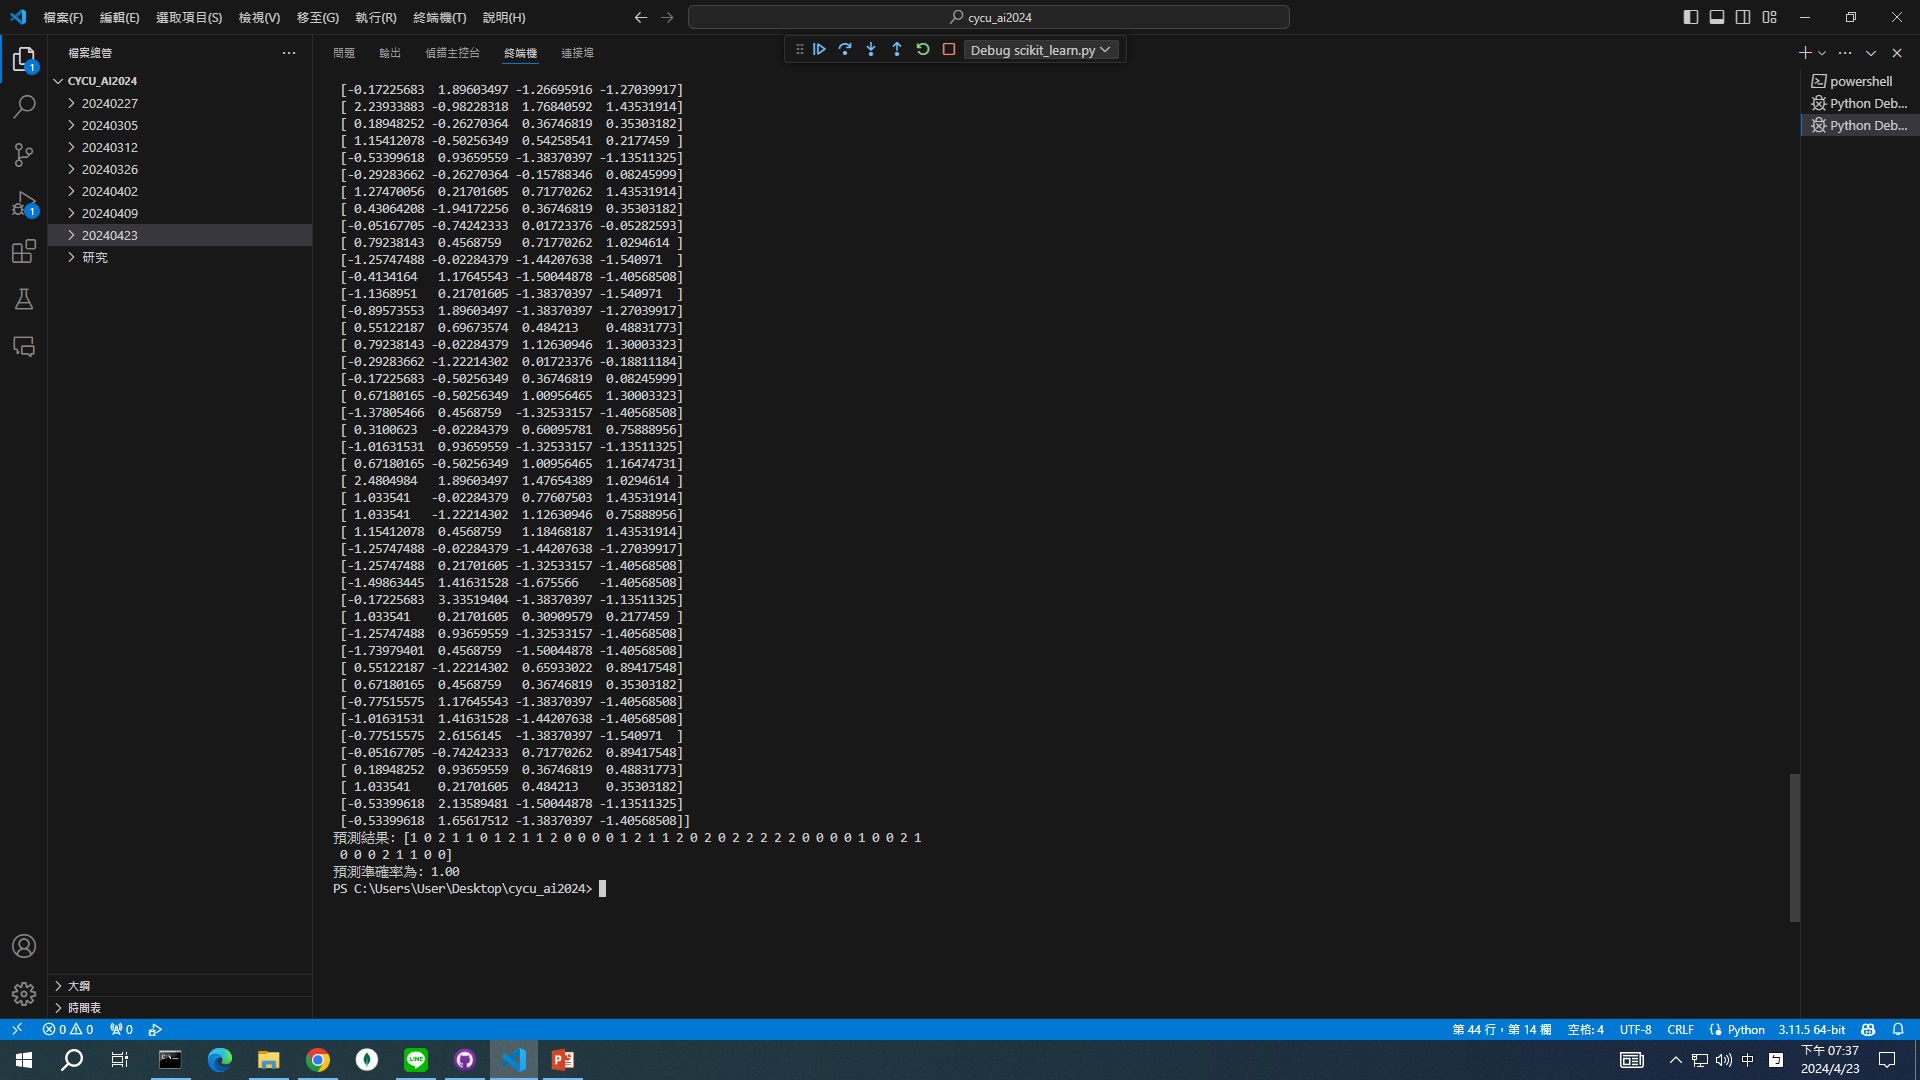 檔案(F) 編輯(E) 選取項目(S) 檢視(V) 移至(G) 執行(R) 終端機(T) 說明(H)
cycu_ai2024
檔案總管
CYCU_AI2024
20240227
20240305
20240312
20240326
20240402
20240409
20240423
研究
大綱
時間表
1
1
問題 輸出 偵錯主控台 終端機 連接埠
Debug scikit_learn.py
powershell
Python Deb...
Python Deb...
[-0.17225683 1.89603497 -1.26695916 -1.27039917]
[ 2.23933883 -0.98228318 1.76840592 1.43531914]
[ 0.18948252 -0.26270364 0.36746819 0.35303182]
[ 1.15412078 -0.50256349 0.54258541 0.2177459 ]
[-0.53399618 0.93659559 -1.38370397 -1.13511325]
[-0.29283662 -0.26270364 -0.15788346 0.08245999]
[ 1.27470056 0.21701605 0.71770262 1.43531914]
[ 0.43064208 -1.94172256 0.36746819 0.35303182]
[-0.05167705 -0.74242333 0.01723376 -0.05282593]
[ 0.79238143 0.4568759 0.71770262 1.0294614 ]
[-1.25747488 -0.02284379 -1.44207638 -1.540971 ]
[-0.4134164 1.17645543 -1.50044878 -1.40568508]
[-1.1368951 0.21701605 -1.38370397 -1.540971 ]
[-0.89573553 1.89603497 -1.38370397 -1.27039917]
[ 0.55122187 0.69673574 0.484213 0.48831773]
[ 0.79238143 -0.02284379 1.12630946 1.30003323]
[-0.29283662 -1.22214302 0.01723376 -0.18811184]
[-0.17225683 -0.50256349 0.36746819 0.08245999]
[ 0.67180165 -0.50256349 1.00956465 1.30003323]
[-1.37805466 0.4568759 -1.32533157 -1.40568508]
[ 0.3100623 -0.02284379 0.60095781 0.75888956]
[-1.01631531 0.93659559 -1.32533157 -1.13511325]
[ 0.67180165 -0.50256349 1.00956465 1.16474731]
[ 2.4804984 1.89603497 1.47654389 1.0294614 ]
[ 1.033541 -0.02284379 0.77607503 1.43531914]
[ 1.033541 -1.22214302 1.12630946 0.75888956]
[ 1.15412078 0.4568759 1.18468187 1.43531914]
[-1.25747488 -0.02284379 -1.44207638 -1.27039917]
[-1.25747488 0.21701605 -1.32533157 -1.40568508]
[-1.49863445 1.41631528 -1.675566 -1.40568508]
[-0.17225683 3.33519404 -1.38370397 -1.13511325]
[ 1.033541 0.21701605 0.30909579 0.2177459 ]
[-1.25747488 0.93659559 -1.32533157 -1.40568508]
[-1.73979401 0.4568759 -1.50044878 -1.40568508]
[ 0.55122187 -1.22214302 0.65933022 0.89417548]
[ 0.67180165 0.4568759 0.36746819 0.35303182]
[-0.77515575 1.17645543 -1.38370397 -1.40568508]
[-1.01631531 1.41631528 -1.44207638 -1.40568508]
[-0.77515575 2.6156145 -1.38370397 -1.540971 ]
[-0.05167705 -0.74242333 0.71770262 0.89417548]
[ 0.18948252 0.93659559 0.36746819 0.48831773]
[ 1.033541 0.21701605 0.484213 0.35303182]
[-0.53399618 2.13589481 -1.50044878 -1.13511325]
[-0.53399618 1.65617512 -1.38370397 -1.40568508]]
預測結果: [1 0 2 1 1 0 1 2 1 1 2 0 0 0 0 1 2 1 1 2 0 2 0 2 2 2 2 2 0 0 0 0 1 0 0 2 1
0 0 0 2 1 1 0 0]
預測準確率為: 1.00
PS C:\Users\User\Desktop\cycu_ai2024>
0 0 0 第 44 行，第 14 欄 空格: 4 UTF-8 CRLF Python 3.11.5 64-bit
LINE
中
下午 07:37
2024/4/23